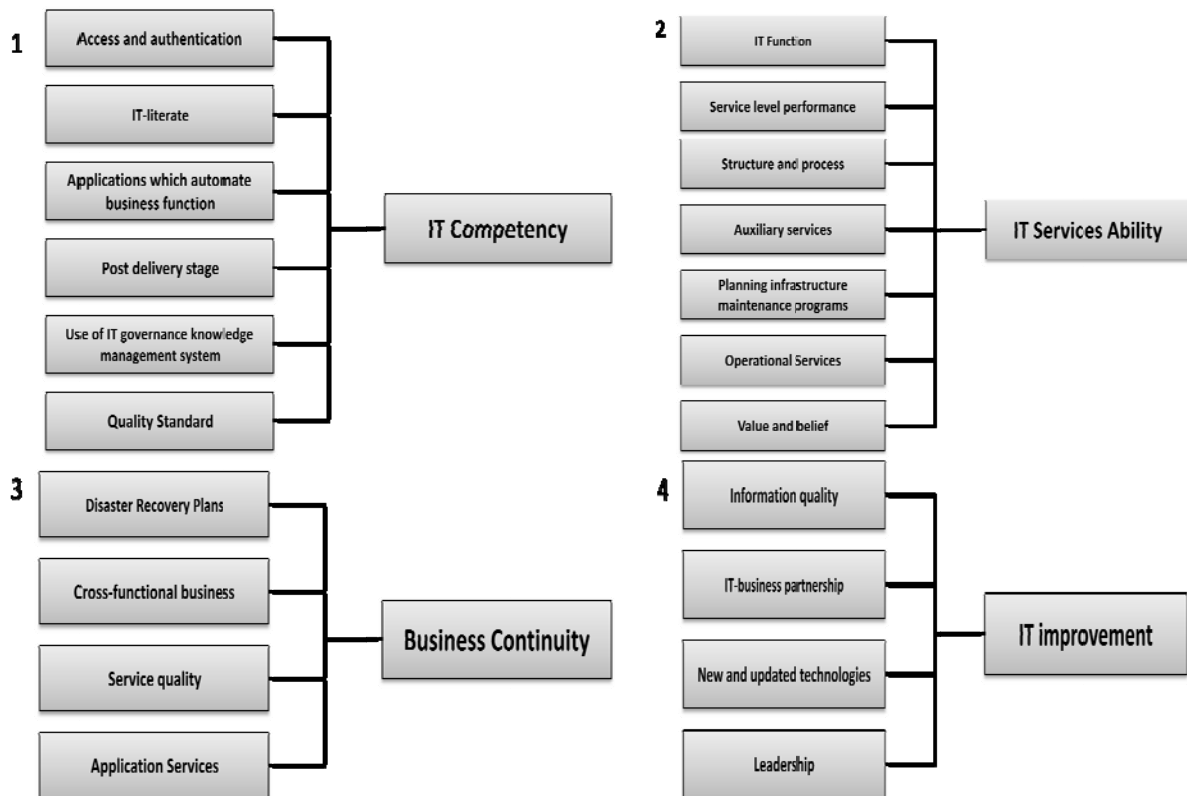 1
Access and authentication
IT-literate
Applications which automate
business function
Post delivery stage
Use of IT governance knowledge
management system
Quality Standard
IT Competency
2
IT Function
Service level performance
Structure and process
Auxiliary services
Planning infrastructure
maintenance programs
Operational Services
Value and belief
IT Services Ability
3
Disaster Recovery Plans
Cross-functional business
Service quality
Application Services
Business Continuity
4
Information quality
IT-business partnership
New and updated technologies
Leadership
IT improvement